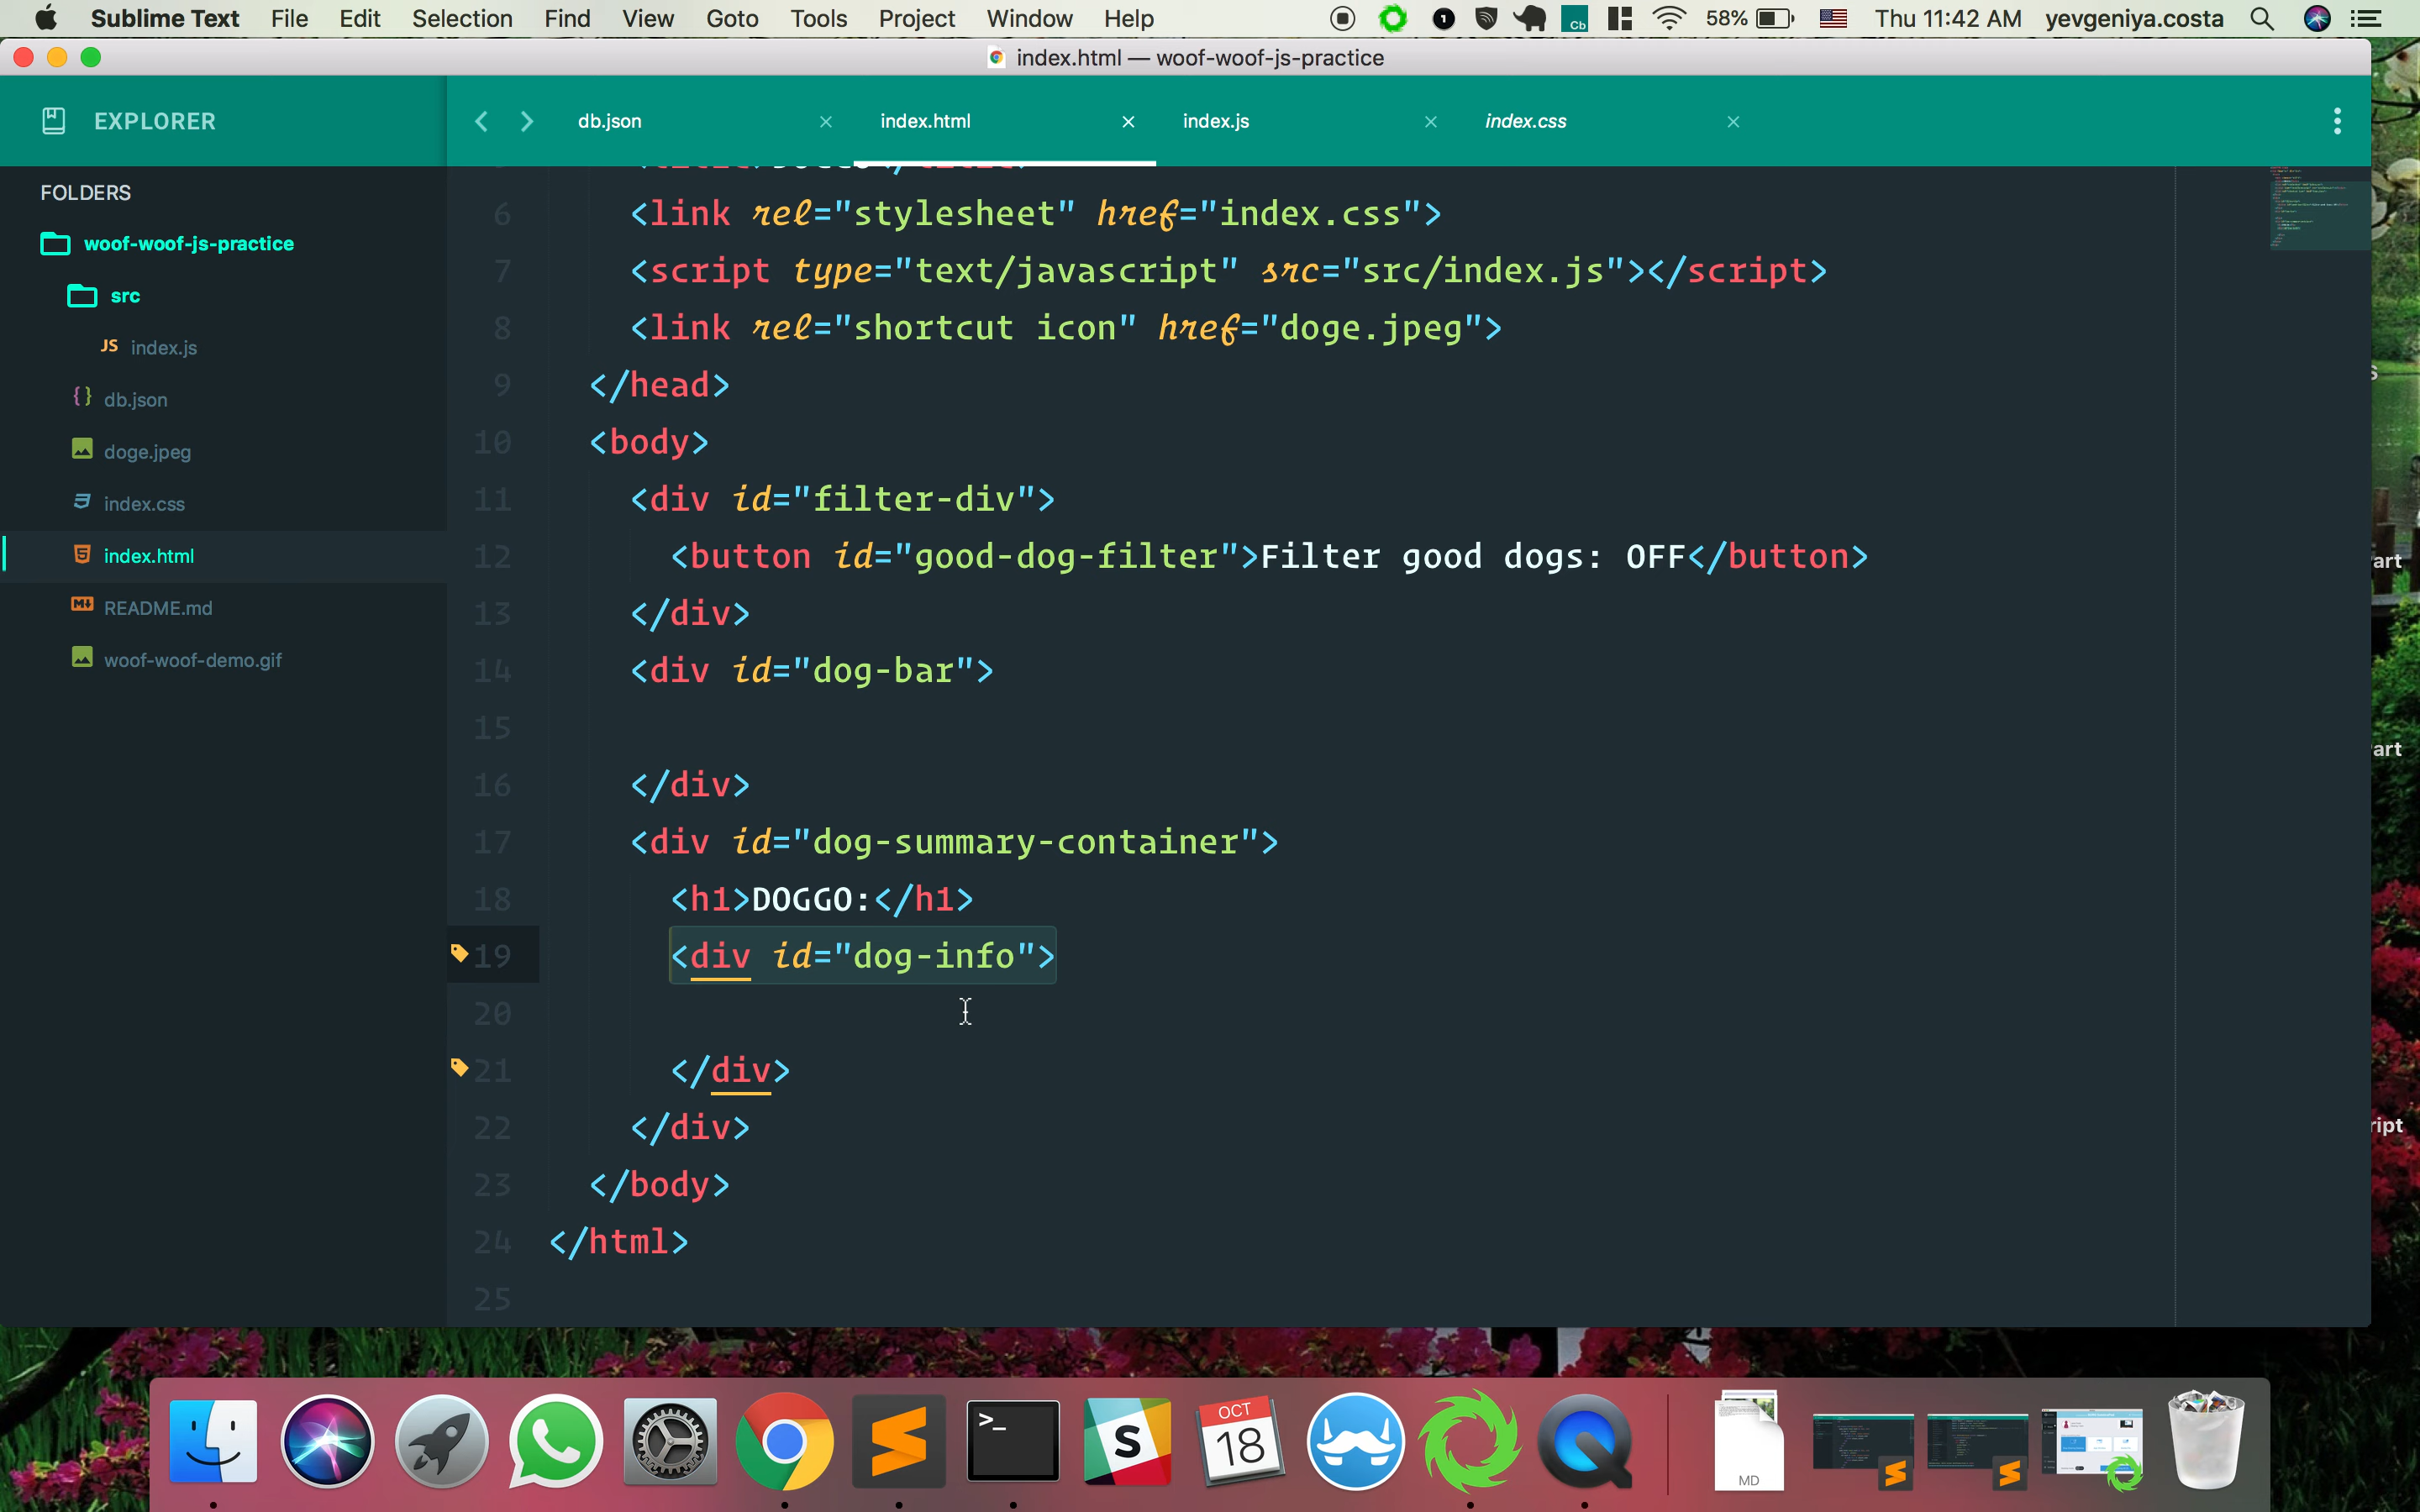 Sublime Text File Edit Selection Find View Goto Tools Project Window Help 1 Cb 58% Thu 11:42 AM yevgeniya.costa
index.html — woof-woof-js-practice
EXPLORER
db.json × index.html × index.js × index.css ×
FOLDERS
woof-woof-js-practice
src
JS index.js
{} db.json
doge.jpeg
index.css
5 index.html
M README.md
woof-woof-demo.gif
6 <link rel="stylesheet" href="index.css">
7 <script type="text/javascript" src="src/index.js"></script>
8 <link rel="shortcut icon" href="doge.jpeg">
9 </head>
10 <body>
11 <div id="filter-div">
12 <button id="good-dog-filter">Filter good dogs: OFF</button>
13 </div>
14 <div id="dog-bar">
15
16 </div>
17 <div id="dog-summary-container">
18 <h1>DOGGO:</h1>
19 <div id="dog-info">
20
21 </div>
22 </div>
23 </body>
24 </html>
25
art
art
ript
>_
S
OCT
18
MD